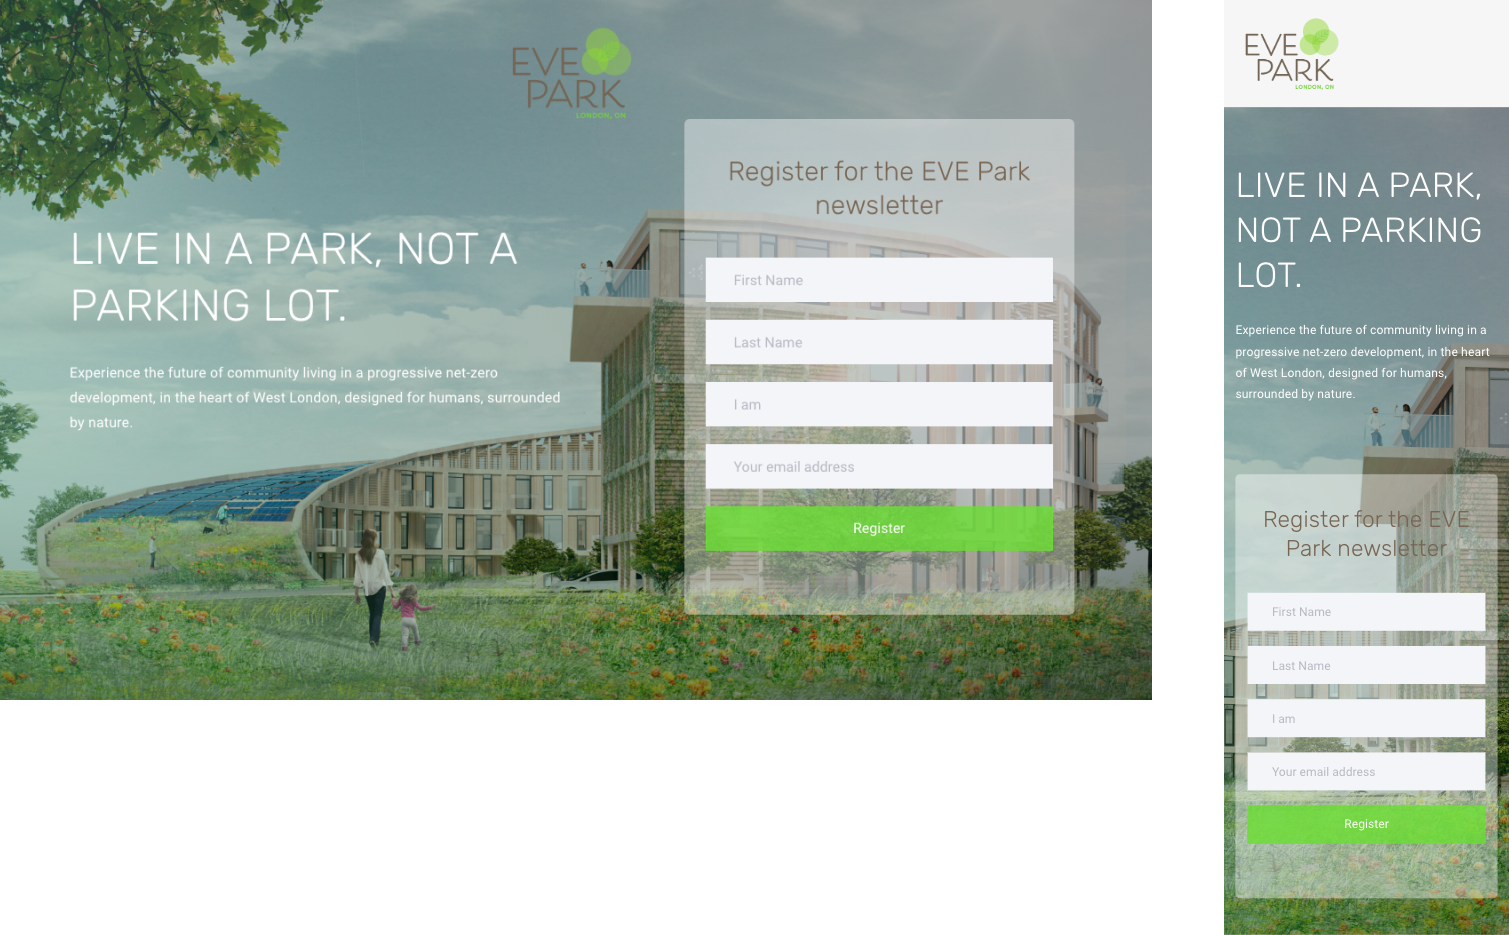 EVE
PARK
LONDON, ON
Register for the EVE Park
newsletter
LIVE IN A PARK, NOT A
PARKING LOT.
Experience the future of community living in a progressive net-zero
development, in the heart of West London, designed for humans, surrounded
by nature.
First Name
Last Name
I am
Your email address
Register
EVE
PARK
LONDON, ON
LIVE IN A PARK,
NOT A PARKING
LOT.
Experience the future of community living in a
progressive net-zero development, in the heart
of West London, designed for humans,
surrounded by nature.
Register for the EVE
Park newsletter
First Name
Last Name
I am
Your email address
Register